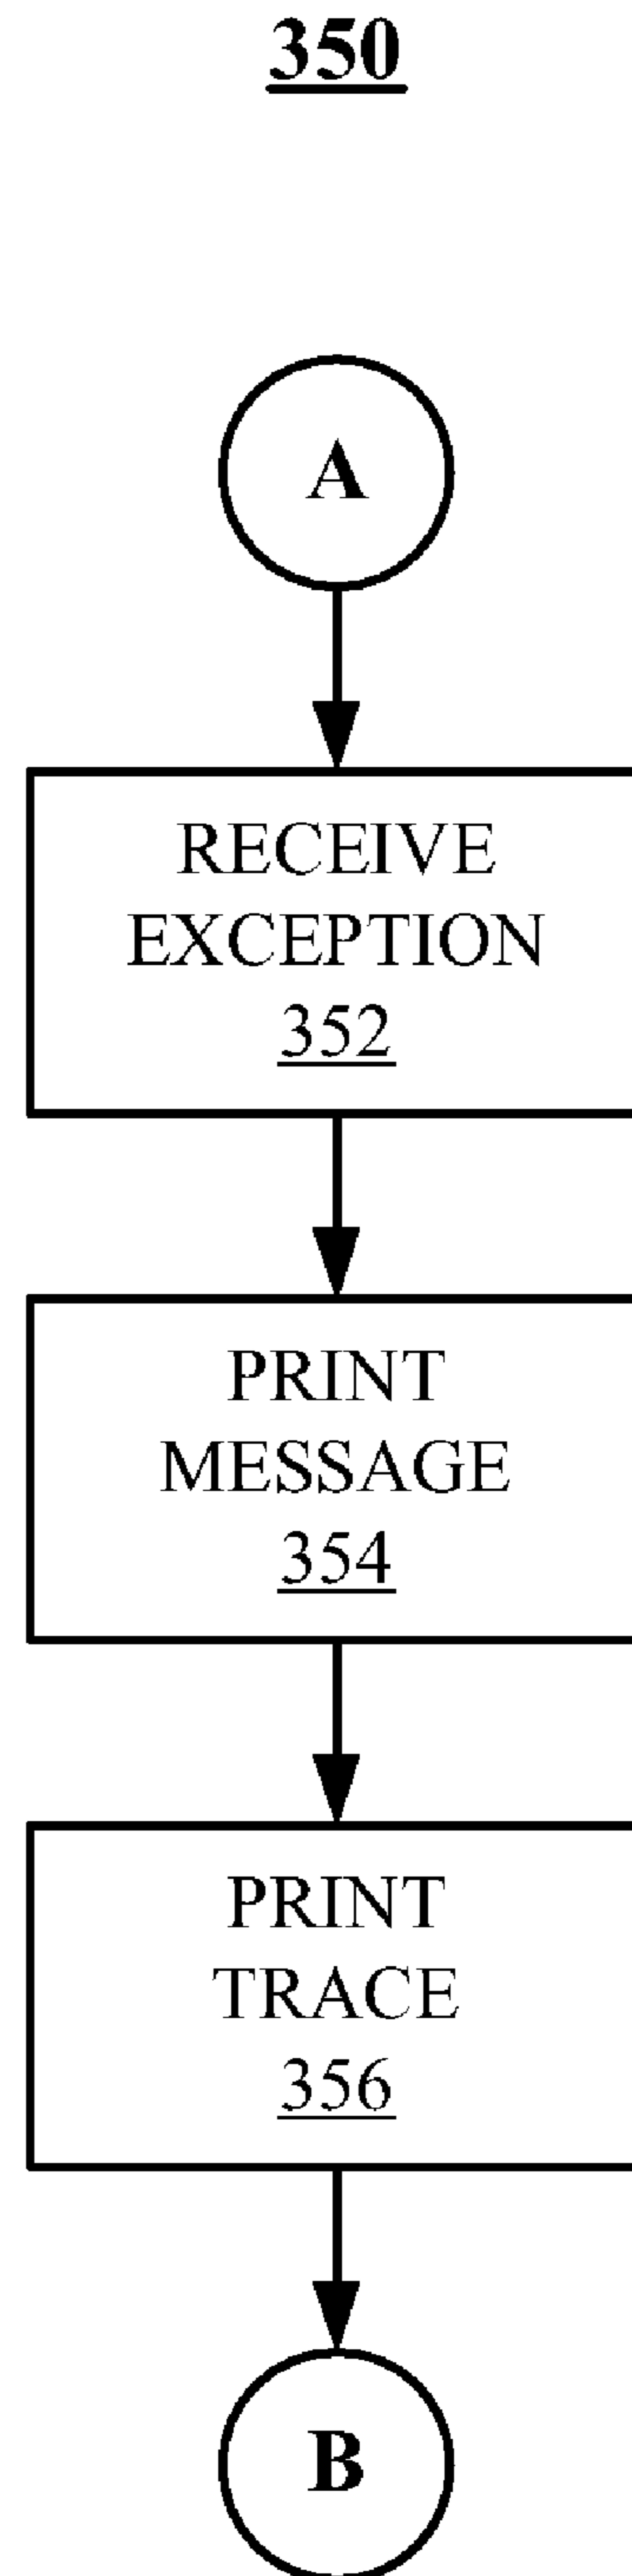 350
A
RECEIVE
EXCEPTION
352
PRINT
MESSAGE
354
PRINT
TRACE
356
B